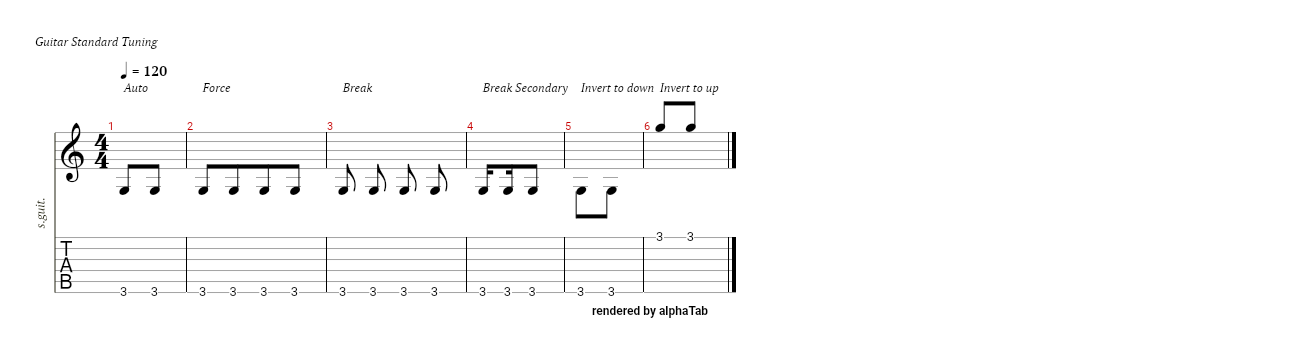 Guitar Standard Tuning
= 120
Auto Force Break Break Secondary Invert to down Invert to up
1 2 3 4 5 6
4
4
s.guit.
3 3
T
A
B
3 3 3 3 3 3 3 3 3 3 3 3 3 3 3
rendered by alphaTab